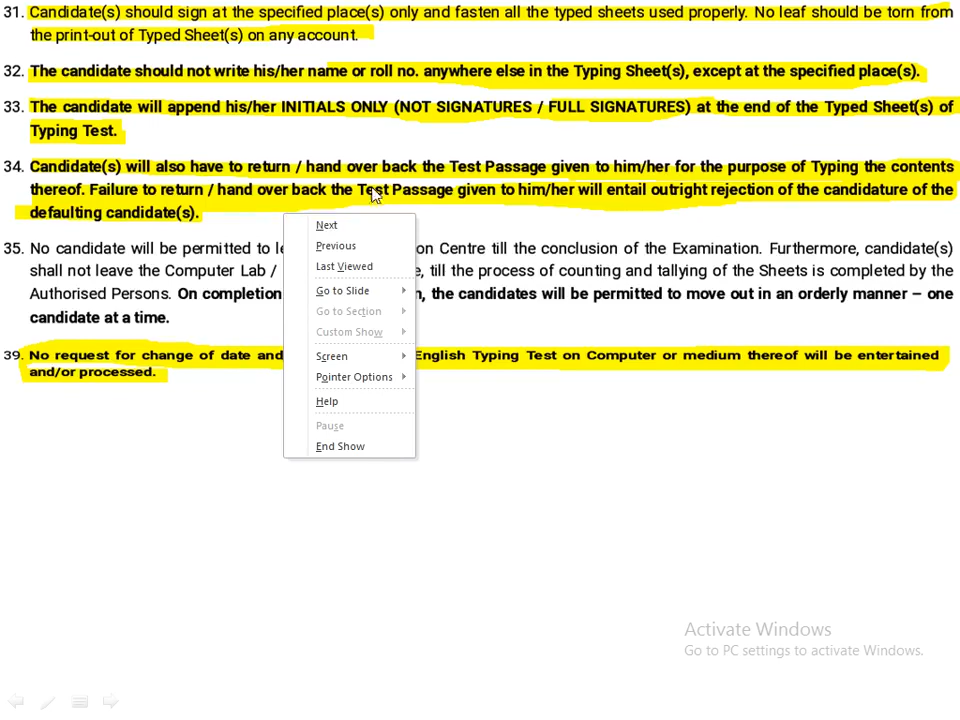 31. Candidate(s) should sign at the specified place(s) only and fasten all the typed sheets used properly. No leaf should be torn from
the print-out of Typed Sheet(s) on any account.
32. The candidate should not write his/her name or roll no. anywhere else in the Typing Sheet(s), except at the specified place(s).
33. The candidate will append his/her INITIALS ONLY (NOT SIGNATURES / FULL SIGNATURES) at the end of the Typed Sheet(s) of
Typing Test.
34. Candidate(s) will also have to return / hand over back the Test Passage given to him/her for the purpose of Typing the contents
thereof. Failure to return / hand over back the Test Passage given to him/her will entail outright rejection of the candidature of the
defaulting candidate(s).
35. No candidate will be permitted to le on Centre till the conclusion of the Examination. Furthermore, candidate(s)
shall not leave the Computer Lab / e, till the process of counting and tallying of the Sheets is completed by the
Authorised Persons. On completion n, the candidates will be permitted to move out in an orderly manner – one
candidate at a time.
39. No request for change of date and English Typing Test on Computer or medium thereof will be entertained
and/or processed.
Next
Previous
Last Viewed
Go to Slide
Go to Section
Custom Show
Screen
Pointer Options
Help
Pause
End Show
Activate Windows
Go to PC settings to activate Windows.